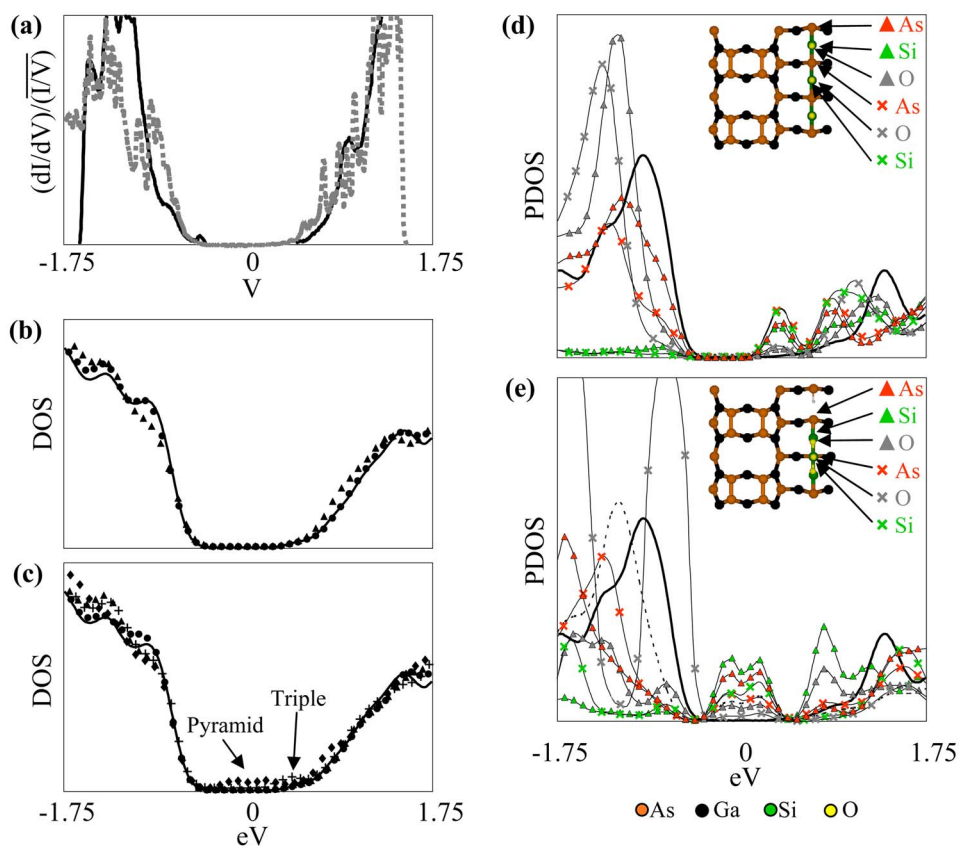 (a)
(dI/dV)/(I/V)
-1.75
0
1.75
V
(b)
DOS
(c)
DOS
Pyramid
Triple
-1.75
0
1.75
eV
(d)
PDOS
As
Si
O
As
O
Si
(e)
PDOS
As
Si
O
As
O
Si
-1.75
0
1.75
eV
As Ga Si O